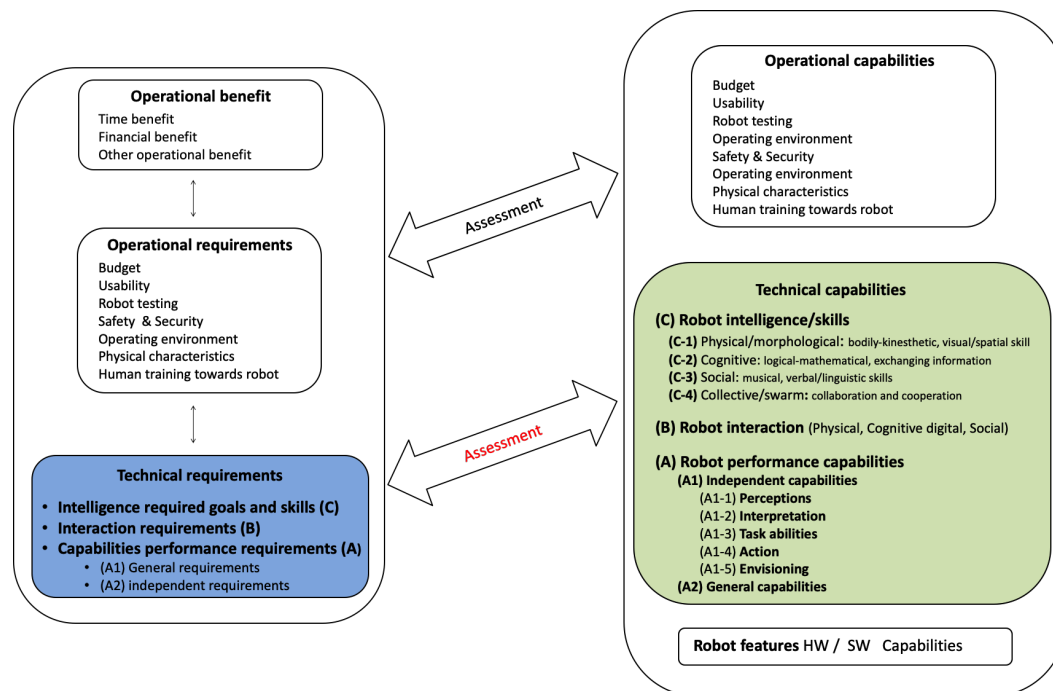 Operational benefit
Time benefit
Financial benefit
Other operational benefit
Operational requirements
Budget
Usability
Robot testing
Safety & Security
Operating environment
Physical characteristics
Human training towards robot
Technical requirements
• Intelligence required goals and skills (C)
• Interaction requirements (B)
• Capabilities performance requirements (A)
• (A1) General requirements
• (A2) independent requirements
Assessment
Assessment
Operational capabilities
Budget
Usability
Robot testing
Operating environment
Safety & Security
Operating environment
Physical characteristics
Human training towards robot
Technical capabilities
(C) Robot intelligence/skills
(C-1) Physical/morphological: bodily-kinesthetic, visual/spatial skill
(C-2) Cognitive: logical-mathematical, exchanging information
(C-3) Social: musical, verbal/linguistic skills
(C-4) Collective/swarm: collaboration and cooperation
(B) Robot interaction (Physical, Cognitive digital, Social)
(A) Robot performance capabilities
(A1) Independent capabilities
(A1-1) Perceptions
(A1-2) Interpretation
(A1-3) Task abilities
(A1-4) Action
(A1-5) Envisioning
(A2) General capabilities
Robot features HW / SW Capabilities